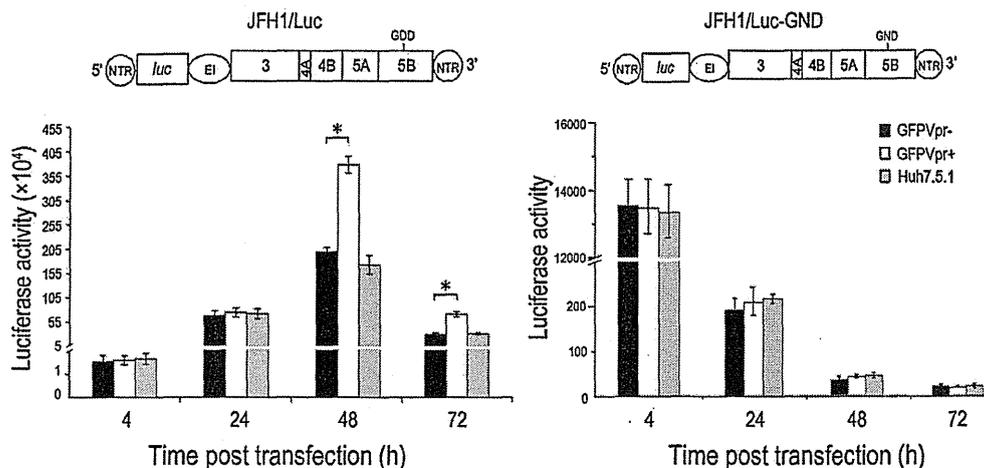 JFH1/Luc
GDD
5' NTR luc EI 3 4A 4B 5A 5B NTR 3'
Luciferase activity (×10⁴)
455
405
355
305
255
205
155
105
55
5
1
0
*
*
4 24 48 72
Time post transfection (h)
JFH1/Luc-GND
GND
5' NTR luc EI 3 4A 4B 5A 5B NTR 3'
Luciferase activity
16000
14000
12000
200
100
0
GFPVpr-
GFPVpr+
Huh7.5.1
4 24 48 72
Time post transfection (h)